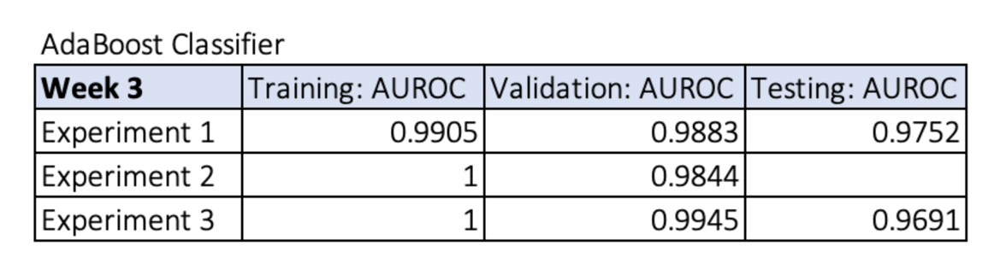 AdaBoost Classifier
Week 3 Training: AUROC Validation: AUROC Testing: AUROC
Experiment 1 0.9905 0.9883 0.9752
Experiment 2 1 0.9844
Experiment 3 1 0.9945 0.9691